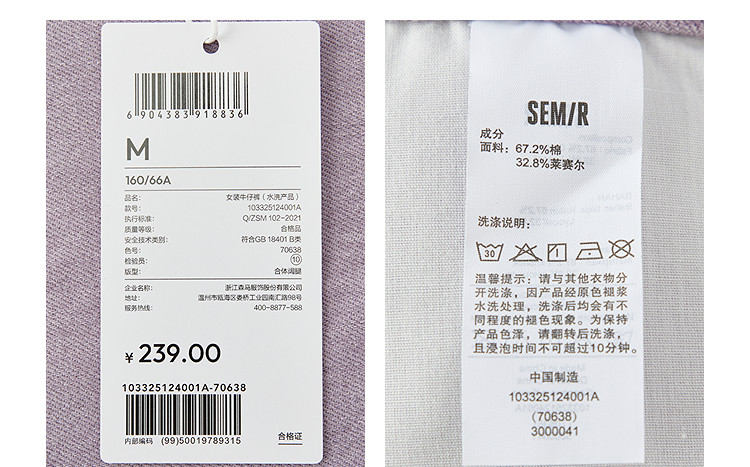 6 904383 918836
M
160/66A
品名: 女装牛仔裤(水洗产品)
款号: 103325124001A
执行标准: Q/ZSM 102-2021
质量等级: 合格品
安全技术类别: 符合GB 18401 B类
色号: 70638
检验员: 10
版型: 合体阔腿
企业名称: 浙江森马服饰股份有限公司
地址: 温州市瓯海区娄桥工业园南汇路98号
服务热线: 400-8877-588
¥ 239.00
103325124001A-70638
内部编码 (99)50019789315
合格证
SEM/R
成分
面料: 67.2%棉
32.8%莱赛尔
洗涤说明:
30
温馨提示: 请与其他衣物分
开洗涤, 因产品经原色褪浆
水洗处理, 洗涤后均会有不
同程度的褪色现象。为保持
产品色泽, 请翻转后洗涤,
且浸泡时间不可超过10分钟。
中国制造
103325124001A
(70638)
3000041